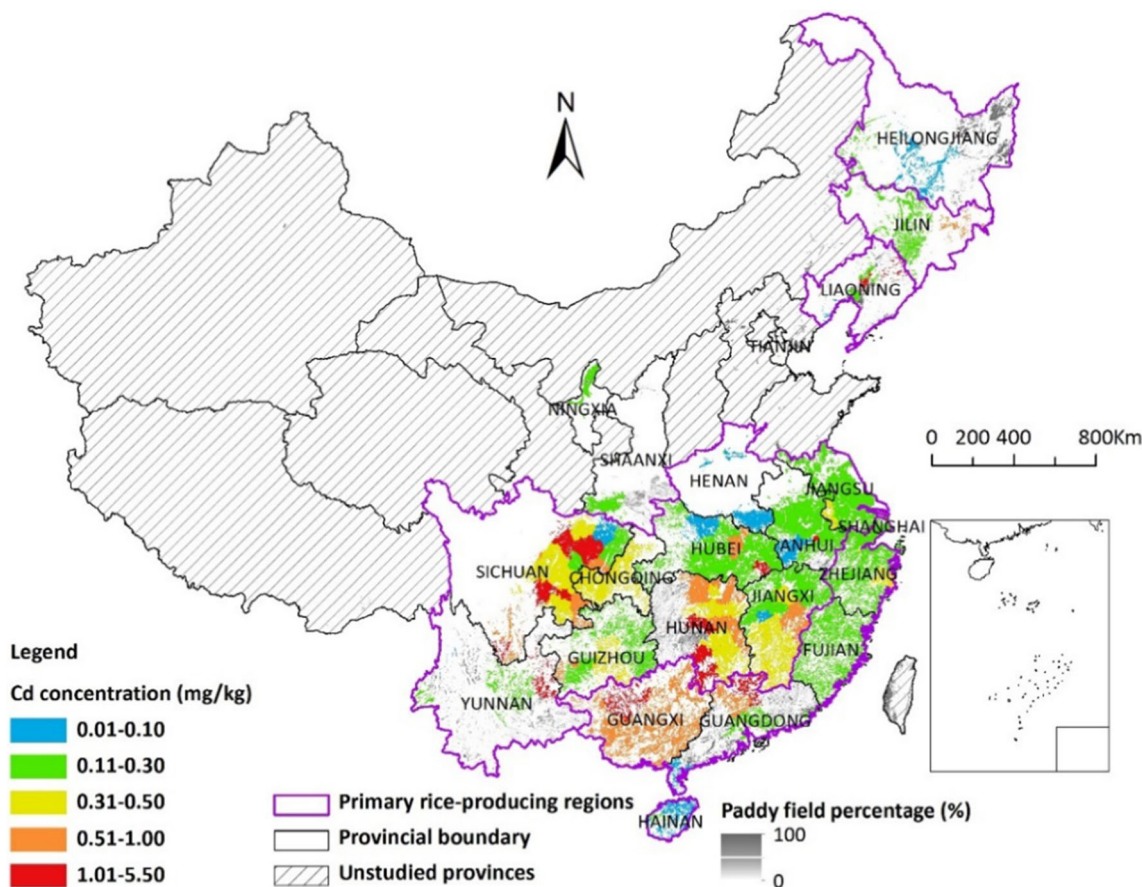 N
HEILONGJIANG
JILIN
LIAONING
TIANJIN
NINGXIA
SHAANXI
HENAN
0 200 400 800Km
JIANGSU
SHANGHAI
HUBEI
ANHUI
SICHUAN
CHONGQING
ZHEJIANG
JIANGXI
HUNAN
FUJIAN
GUIZHOU
YUNNAN
GUANGXI
GUANGDONG
HAINAN
Legend
Cd concentration (mg/kg)
0.01-0.10
0.11-0.30
0.31-0.50
0.51-1.00
1.01-5.50
Primary rice-producing regions
Provincial boundary
Unstudied provinces
Paddy field percentage (%)
100
0